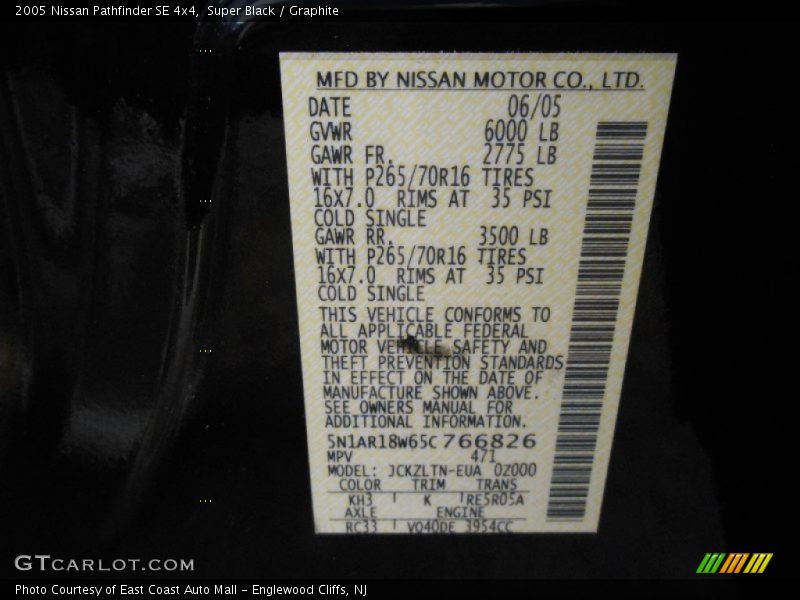 2005 Nissan Pathfinder SE 4x4, Super Black / Graphite
MFD BY NISSAN MOTOR CO., LTD.
DATE 06/05
GVWR 6000 LB
GAWR FR. 2775 LB
WITH P265/70R16 TIRES
16X7.0 RIMS AT 35 PSI
COLD SINGLE
GAWR RR. 3500 LB
WITH P265/70R16 TIRES
16X7.0 RIMS AT 35 PSI
COLD SINGLE
THIS VEHICLE CONFORMS TO
ALL APPLICABLE FEDERAL
MOTOR VEHICLE SAFETY AND
THEFT PREVENTION STANDARDS
IN EFFECT ON THE DATE OF
MANUFACTURE SHOWN ABOVE.
SEE OWNERS MANUAL FOR
ADDITIONAL INFORMATION.
5N1AR18W65C766826
MPV 471
MODEL: JCKZLTN-EUA 0Z000
COLOR TRIM TRANS
KH3 K RE5R05A
AXLE ENGINE
RC33 VQ40DE 3954CC
GTCARLOT.COM
Photo Courtesy of East Coast Auto Mall - Englewood Cliffs, NJ